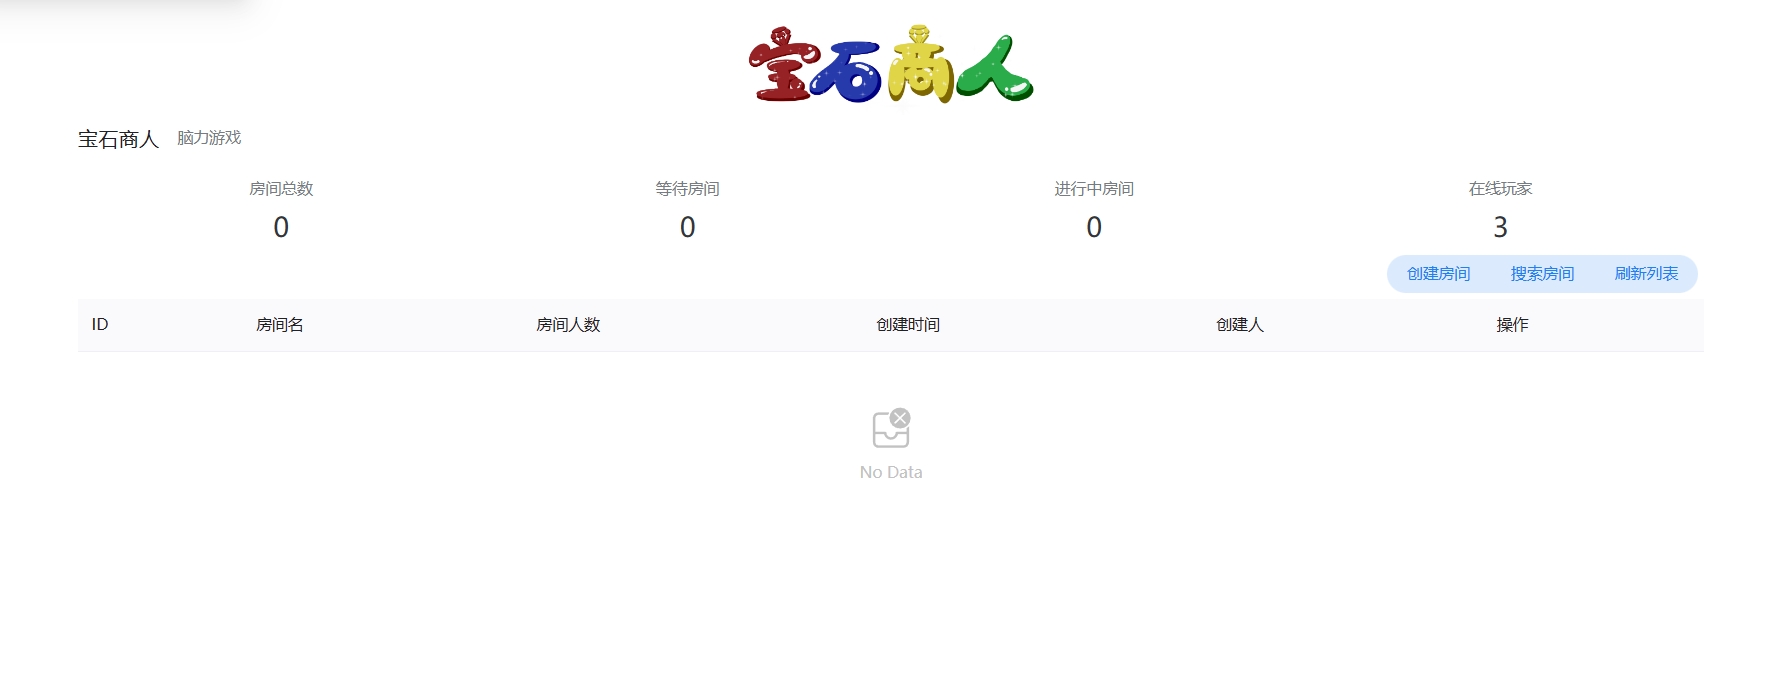 宝石商人
宝石商人 脑力游戏
房间总数 等待房间 进行中房间 在线玩家
0 0 0 3
创建房间 搜索房间 刷新列表
ID 房间名 房间人数 创建时间 创建人 操作
No Data